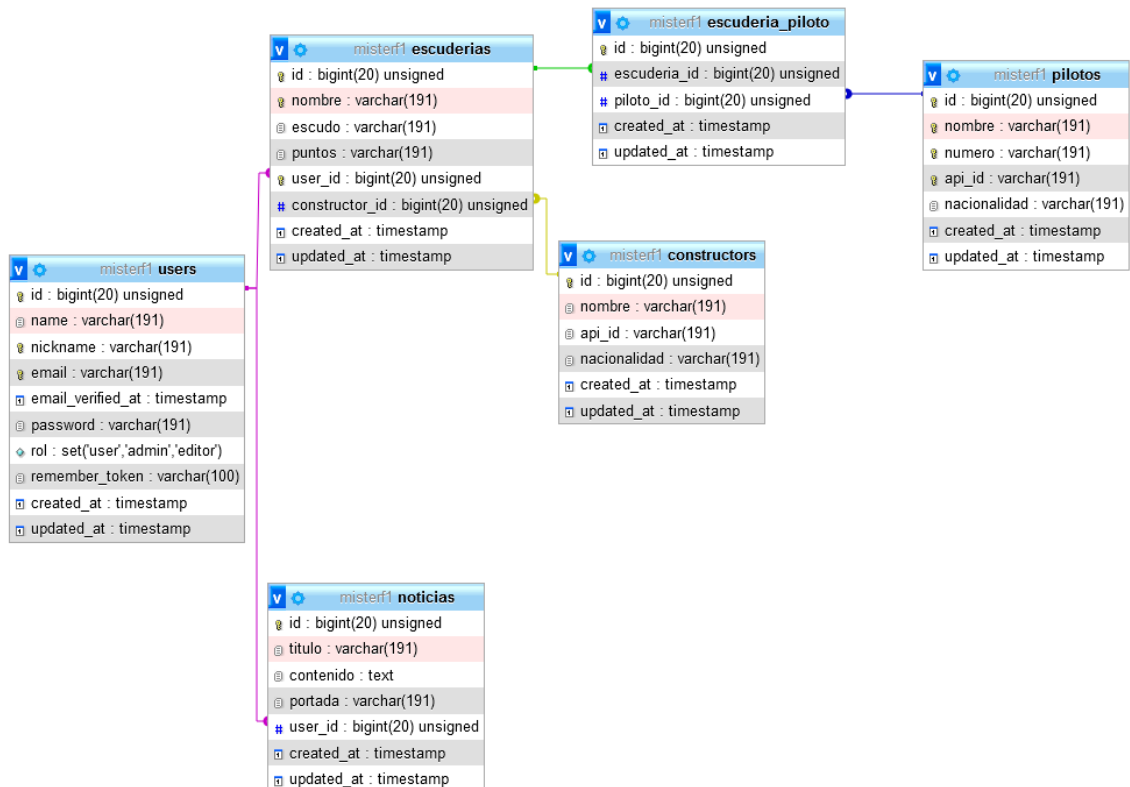 misterf1 escuderias
id : bigint(20) unsigned
nombre : varchar(191)
escudo : varchar(191)
puntos : varchar(191)
user_id : bigint(20) unsigned
# constructor_id : bigint(20) unsigned
created_at : timestamp
updated_at : timestamp
misterf1 escuderia_piloto
id : bigint(20) unsigned
# escuderia_id : bigint(20) unsigned
# piloto_id : bigint(20) unsigned
created_at : timestamp
updated_at : timestamp
misterf1 pilotos
id : bigint(20) unsigned
nombre : varchar(191)
numero : varchar(191)
api_id : varchar(191)
nacionalidad : varchar(191)
created_at : timestamp
updated_at : timestamp
misterf1 users
id : bigint(20) unsigned
name : varchar(191)
nickname : varchar(191)
email : varchar(191)
email_verified_at : timestamp
password : varchar(191)
rol : set('user','admin','editor')
remember_token : varchar(100)
created_at : timestamp
updated_at : timestamp
misterf1 constructors
id : bigint(20) unsigned
nombre : varchar(191)
api_id : varchar(191)
nacionalidad : varchar(191)
created_at : timestamp
updated_at : timestamp
misterf1 noticias
id : bigint(20) unsigned
titulo : varchar(191)
contenido : text
portada : varchar(191)
# user_id : bigint(20) unsigned
created_at : timestamp
updated_at : timestamp